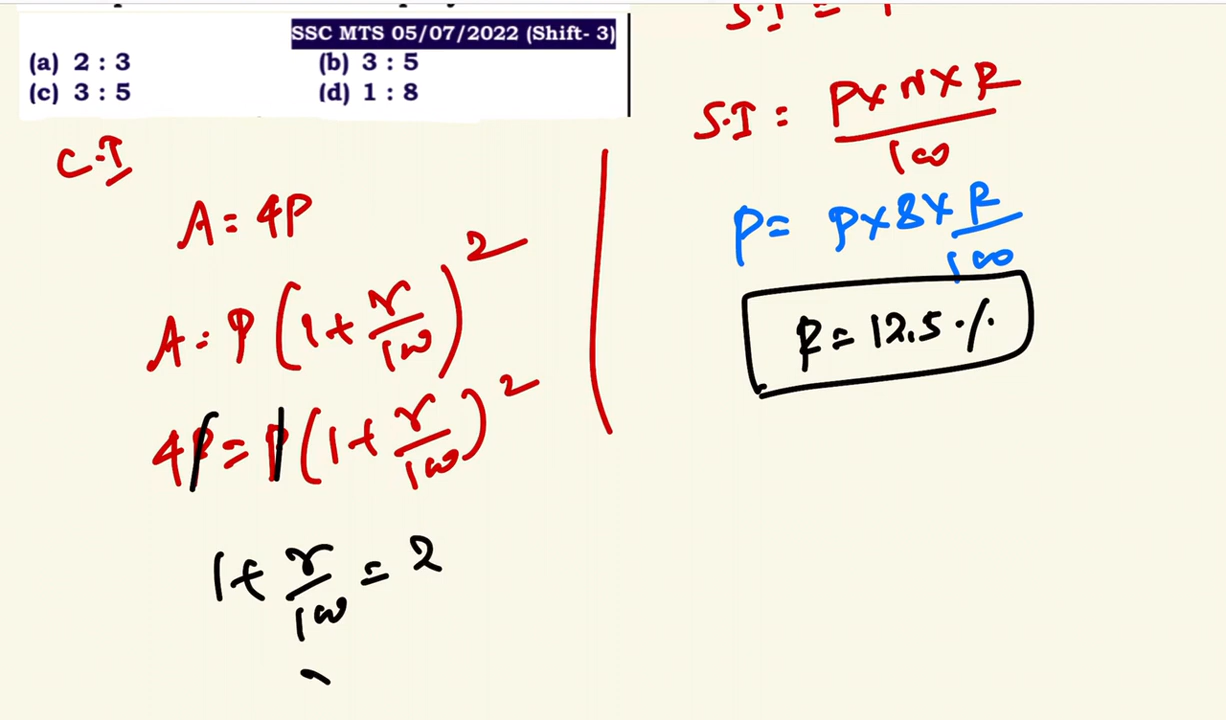 SSC MTS 05/07/2022 (Shift- 3)
(a) 2 : 3 (b) 3 : 5
(c) 3 : 5 (d) 1 : 8
C.I
A = 4P
A = P(1 + r/100)^2
4P = P(1 + r/100)^2
1 + r/100 = 2
S.I =
S.I = P×N×R/100
P = P×8×R/100
R = 12.5%